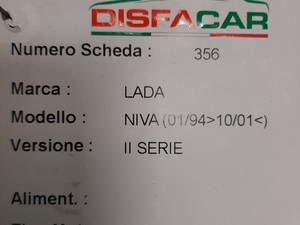 DISFACAR
Numero Scheda : 356
Marca : LADA
Modello : NIVA (01/94>10/01<)
Versione : II SERIE
Aliment. :